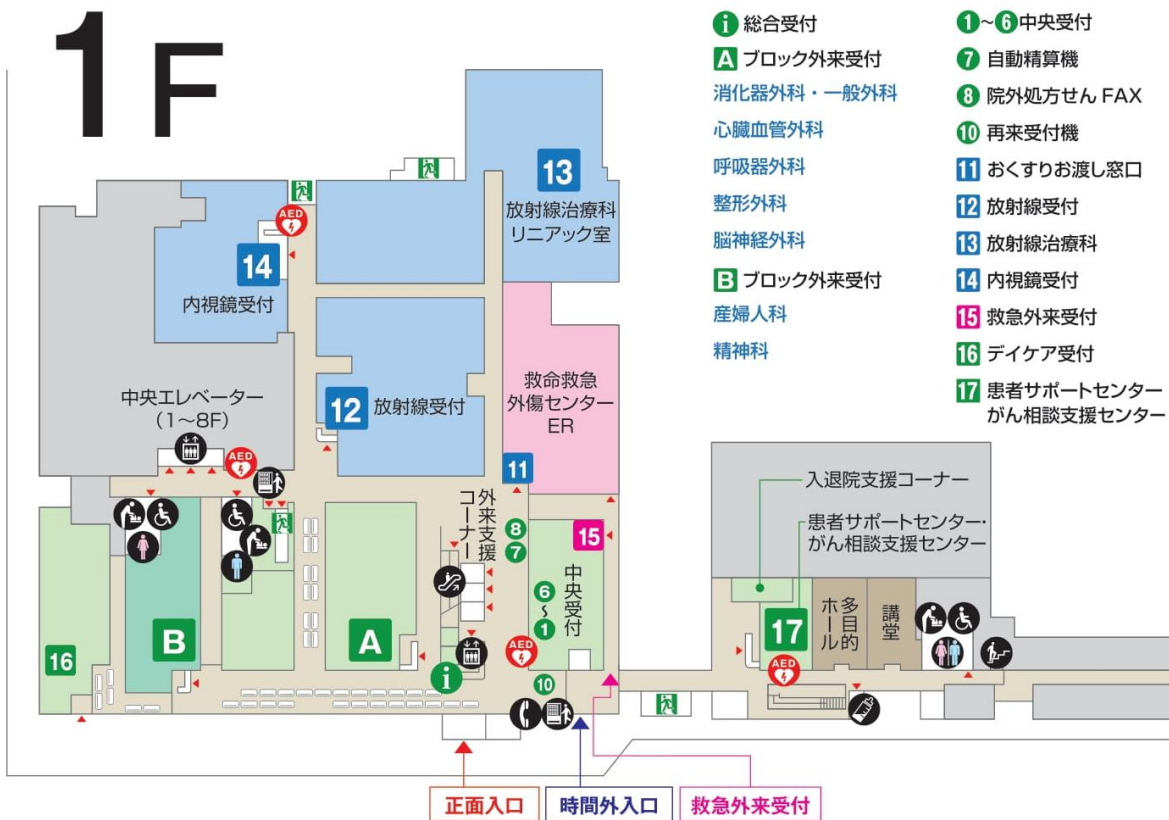 1F
i 総合受付
A ブロック外来受付
消化器外科・一般外科
心臓血管外科
呼吸器外科
整形外科
脳神経外科
B ブロック外来受付
産婦人科
精神科
1～6中央受付
7 自動精算機
8 院外処方せん FAX
10 再来受付機
11 おくすりお渡し窓口
12 放射線受付
13 放射線治療科
14 内視鏡受付
15 救急外来受付
16 デイケア受付
17 患者サポートセンター
がん相談支援センター
13
放射線治療科
リニアック室
AED
14
内視鏡受付
12 放射線受付
救命救急
外傷センター
ER
中央エレベーター
(1～8F)
AED
11
外来支援
コーナー
8
7
15
中央受付
6
～
1
AED
16
B
A
i
10
入退院支援コーナー
患者サポートセンター・
がん相談支援センター
17
多目的
ホール
講堂
AED
正面入口
時間外入口
救急外来受付